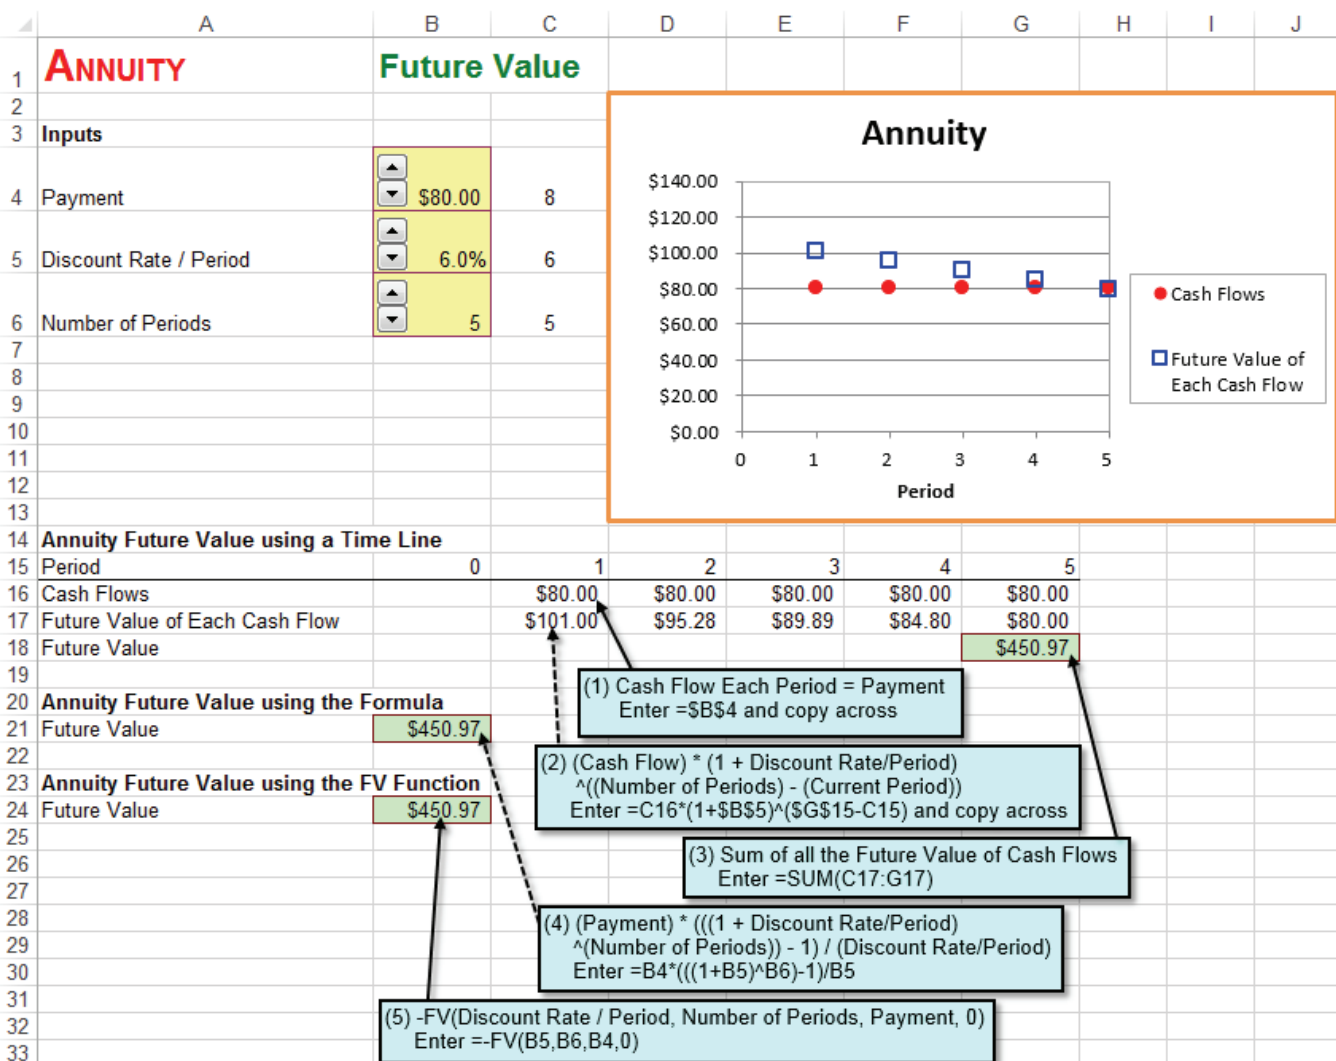 A B C D E F G H I J
1 ANNUITY Future Value
2
3 Inputs
4 Payment $80.00 8
5 Discount Rate / Period 6.0% 6
6 Number of Periods 5 5
7
8
9
10
11
12
13
Annuity
$140.00
$120.00
$100.00
$80.00
$60.00
$40.00
$20.00
$0.00
0 1 2 3 4 5
Period
Cash Flows
Future Value of
Each Cash Flow
14 Annuity Future Value using a Time Line
15 Period 0 1 2 3 4 5
16 Cash Flows $80.00 $80.00 $80.00 $80.00 $80.00
17 Future Value of Each Cash Flow $101.00 $95.28 $89.89 $84.80 $80.00
18 Future Value $450.97
19
20 Annuity Future Value using the Formula
21 Future Value $450.97
22
23 Annuity Future Value using the FV Function
24 Future Value $450.97
25
26
27
28
29
30
31
32
33
(1) Cash Flow Each Period = Payment
Enter =$B$4 and copy across
(2) (Cash Flow) * (1 + Discount Rate/Period)
^((Number of Periods) - (Current Period))
Enter =C16*(1+$B$5)^($G$15-C15) and copy across
(3) Sum of all the Future Value of Cash Flows
Enter =SUM(C17:G17)
(4) (Payment) * (((1 + Discount Rate/Period)
^(Number of Periods)) - 1) / (Discount Rate/Period)
Enter =B4*(((1+B5)^B6)-1)/B5
(5) -FV(Discount Rate / Period, Number of Periods, Payment, 0)
Enter =-FV(B5,B6,B4,0)